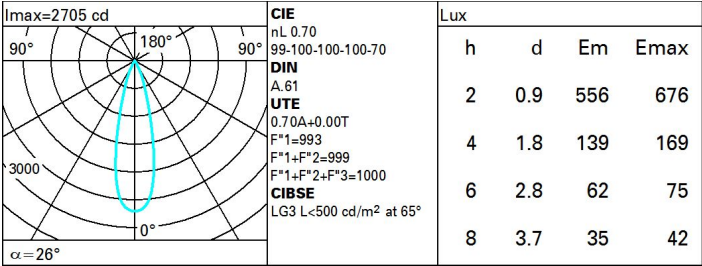 Imax=2705 cd
90°
180°
90°
3000
0°
α=26°
CIE
nL 0.70
99-100-100-100-70
DIN
A.61
UTE
0.70A+0.00T
F"1=993
F"1+F"2=999
F"1+F"2+F"3=1000
CIBSE
LG3 L<500 cd/m² at 65°
Lux
h d Em Emax
2 0.9 556 676
4 1.8 139 169
6 2.8 62 75
8 3.7 35 42